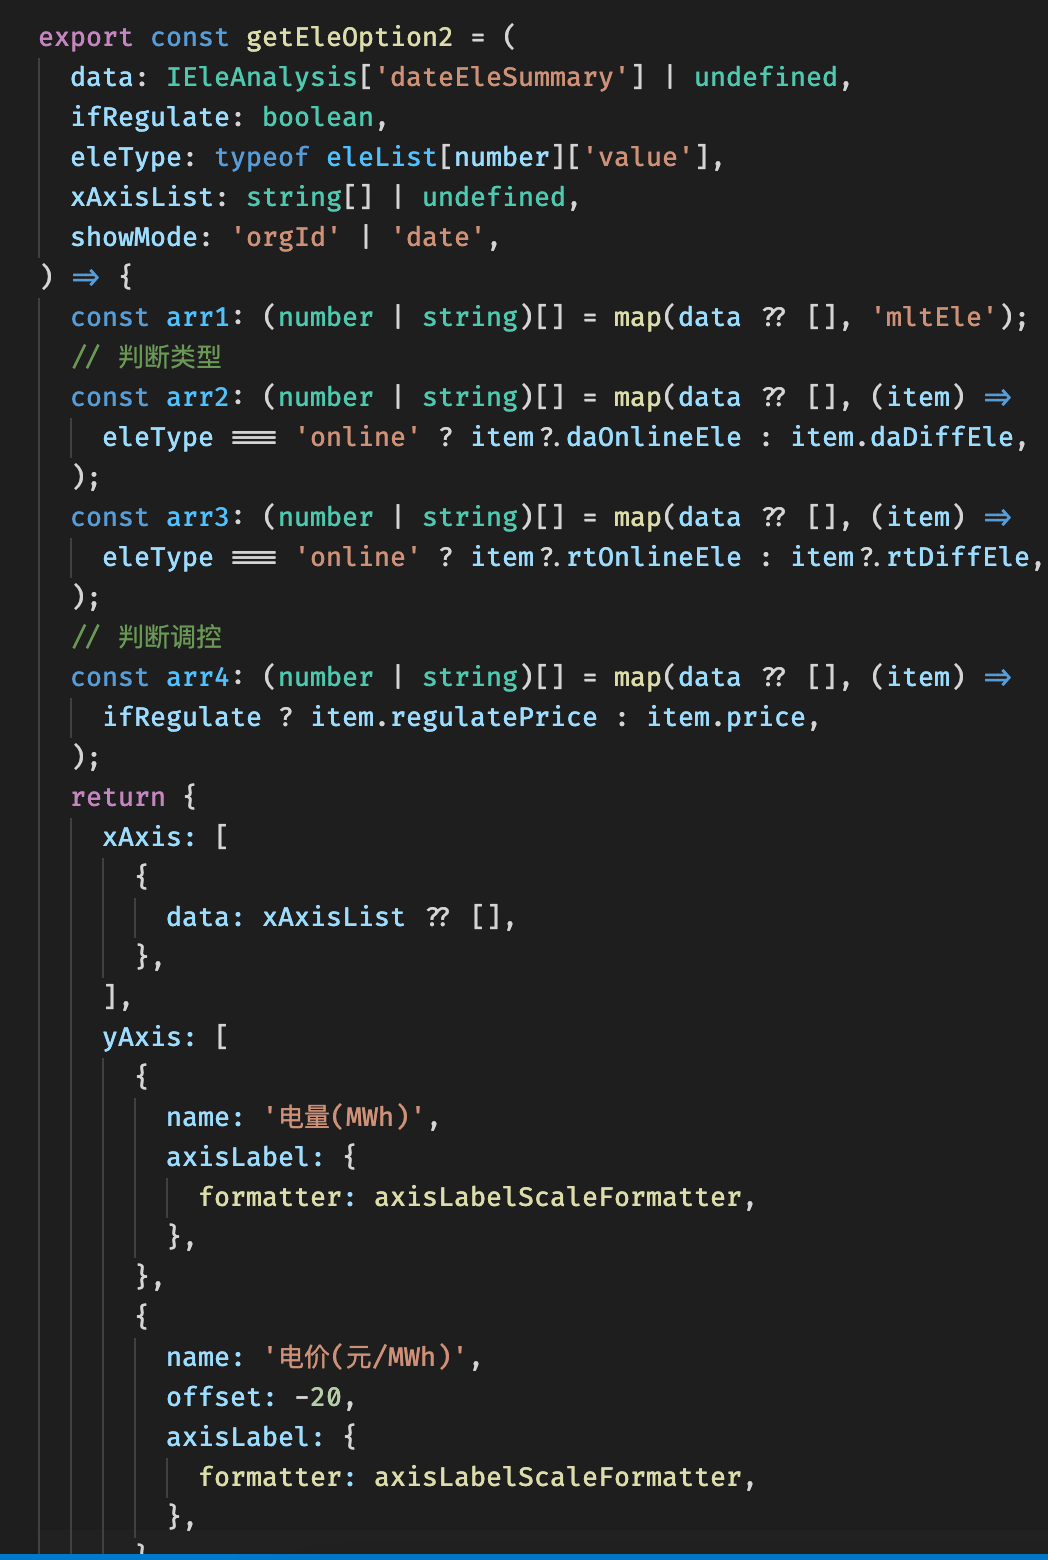 export const getEleOption2 = (
  data: IEleAnalysis['dateEleSummary'] | undefined,
  ifRegulate: boolean,
  eleType: typeof eleList[number]['value'],
  xAxisList: string[] | undefined,
  showMode: 'orgId' | 'date',
) => {
  const arr1: (number | string)[] = map(data ?? [], 'mltEle');
  // 判断类型
  const arr2: (number | string)[] = map(data ?? [], (item) =>
    eleType === 'online' ? item?.daOnlineEle : item.daDiffEle,
  );
  const arr3: (number | string)[] = map(data ?? [], (item) =>
    eleType === 'online' ? item?.rtOnlineEle : item?.rtDiffEle,
  );
  // 判断调控
  const arr4: (number | string)[] = map(data ?? [], (item) =>
    ifRegulate ? item.regulatePrice : item.price,
  );
  return {
    xAxis: [
      {
        data: xAxisList ?? [],
      },
    ],
    yAxis: [
      {
        name: '电量(MWh)',
        axisLabel: {
          formatter: axisLabelScaleFormatter,
        },
      },
      {
        name: '电价(元/MWh)',
        offset: -20,
        axisLabel: {
          formatter: axisLabelScaleFormatter,
        },